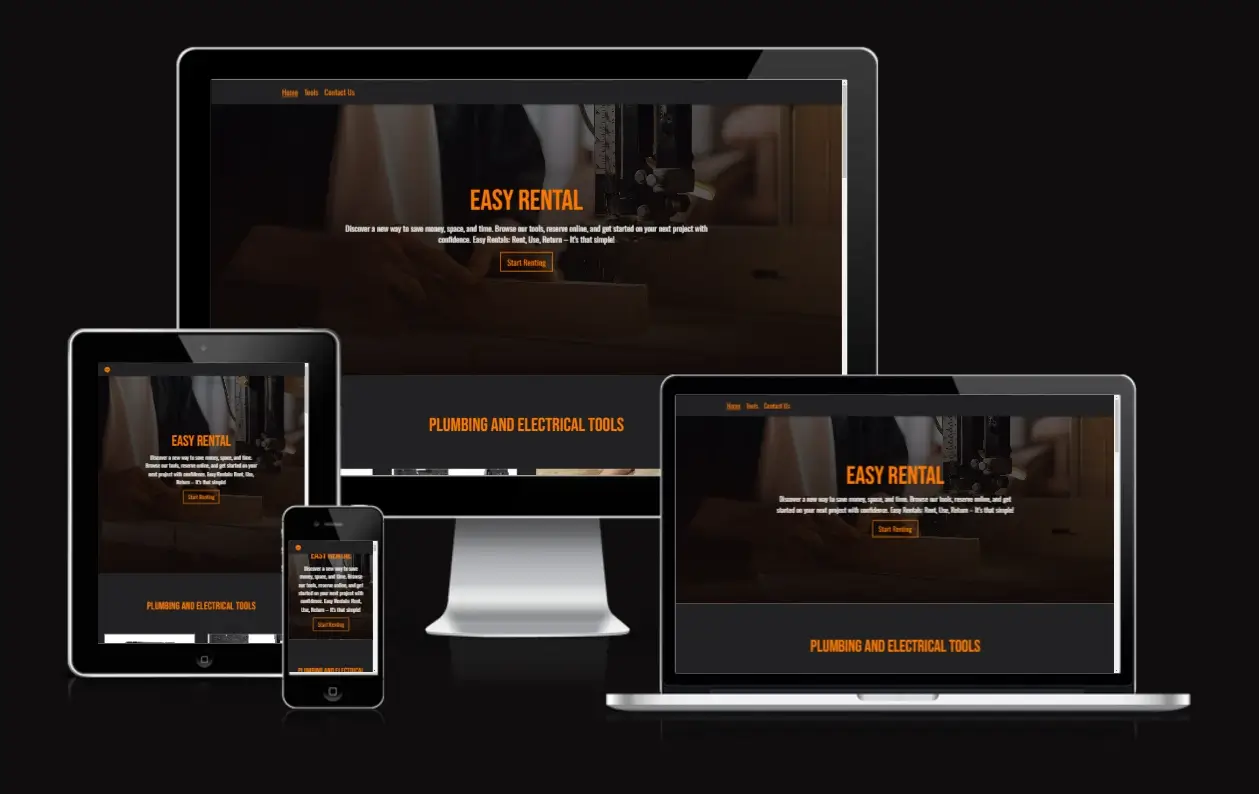 Home Tools Contact Us
EASY RENTAL
Discover a new way to save money, space, and time. Browse our tools, reserve online, and get started on your next project with
confidence. Easy Rentals: Rent, Use, Return – It's that simple!
Start Renting
PLUMBING AND ELECTRICAL TOOLS
EASY RENTAL
Discover a new way to save money, space, and time.
Browse our tools, reserve online, and get started on your
next project with confidence. Easy Rentals: Rent, Use,
Return – It's that simple!
Start Renting
PLUMBING AND ELECTRICAL TOOLS
EASY RENTAL
Discover a new way to save
money, space, and time. Browse
our tools, reserve online, and get
started on your next project with
confidence. Easy Rentals: Rent,
Use, Return – It's that simple!
Start Renting
PLUMBING AND ELECTRICAL
Home Tools Contact Us
EASY RENTAL
Discover a new way to save money, space, and time. Browse our tools, reserve online, and get
started on your next project with confidence. Easy Rentals: Rent, Use, Return – It's that simple!
Start Renting
PLUMBING AND ELECTRICAL TOOLS